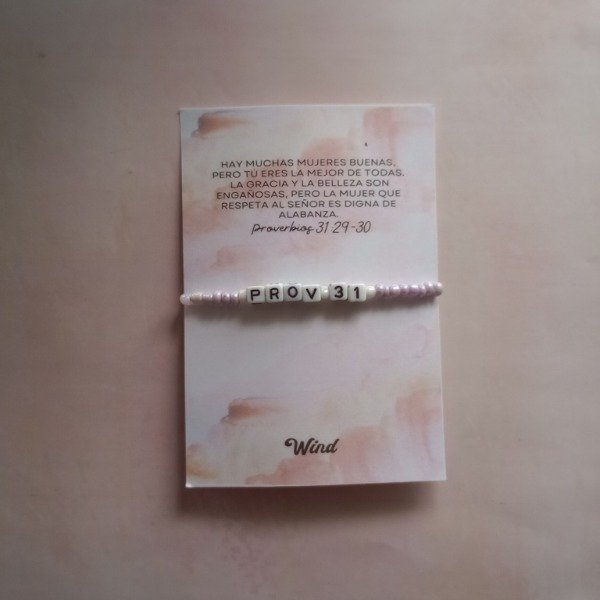 HAY MUCHAS MUJERES BUENAS,
PERO TÚ ERES LA MEJOR DE TODAS.
LA GRACIA Y LA BELLEZA SON
ENGAÑOSAS, PERO LA MUJER QUE
RESPETA AL SEÑOR ES DIGNA DE
ALABANZA.
Proverbios 31:29-30
PROV 31
Wind